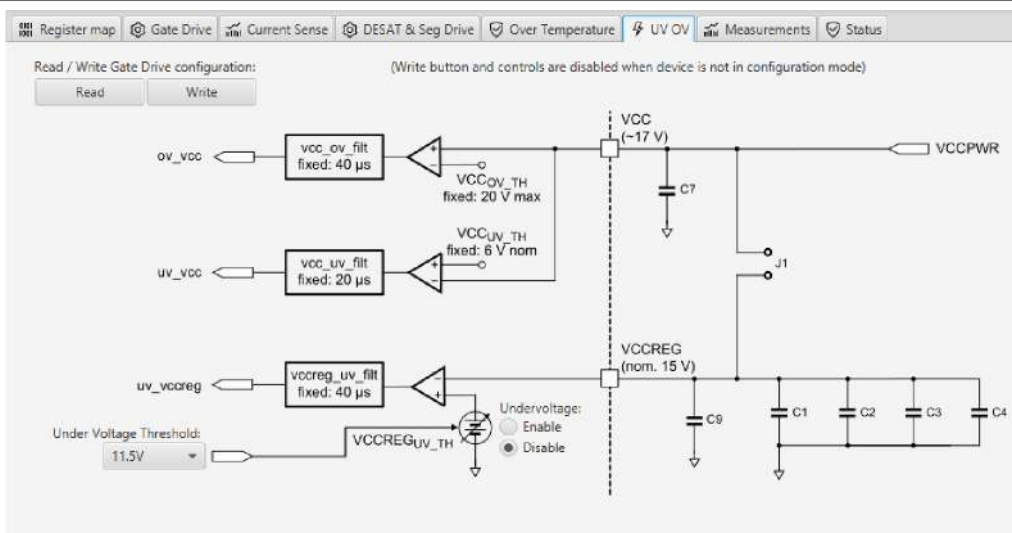 Register map Gate Drive Current Sense DESAT & Seg Drive Over Temperature UV OV Measurements Status
Read / Write Gate Drive configuration:
(Write button and controls are disabled when device is not in configuration mode)
Read Write
VCC
(~17 V)
VCCPWR
ov_vcc
vcc_ov_filt
fixed: 40 µs
+
−
VCCOV_TH
fixed: 20 V max
C7
VCCUV_TH
fixed: 6 V nom
uv_vcc
vcc_uv_filt
fixed: 20 µs
+
−
J1
VCCREG
(nom. 15 V)
uv_vccreg
vccreg_uv_filt
fixed: 40 µs
−
+
Undervoltage:
Enable
Disable
Under Voltage Threshold:
11.5V
VCCREGUV_TH
C9
C1
C2
C3
C4